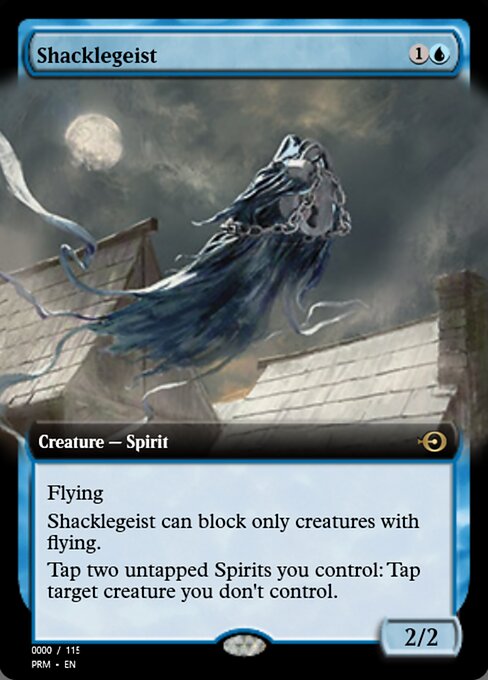 Shacklegeist
1
Creature — Spirit
Flying
Shacklegeist can block only creatures with
flying.
Tap two untapped Spirits you control: Tap
target creature you don't control.
2/2
0000 / 115
PRM • EN